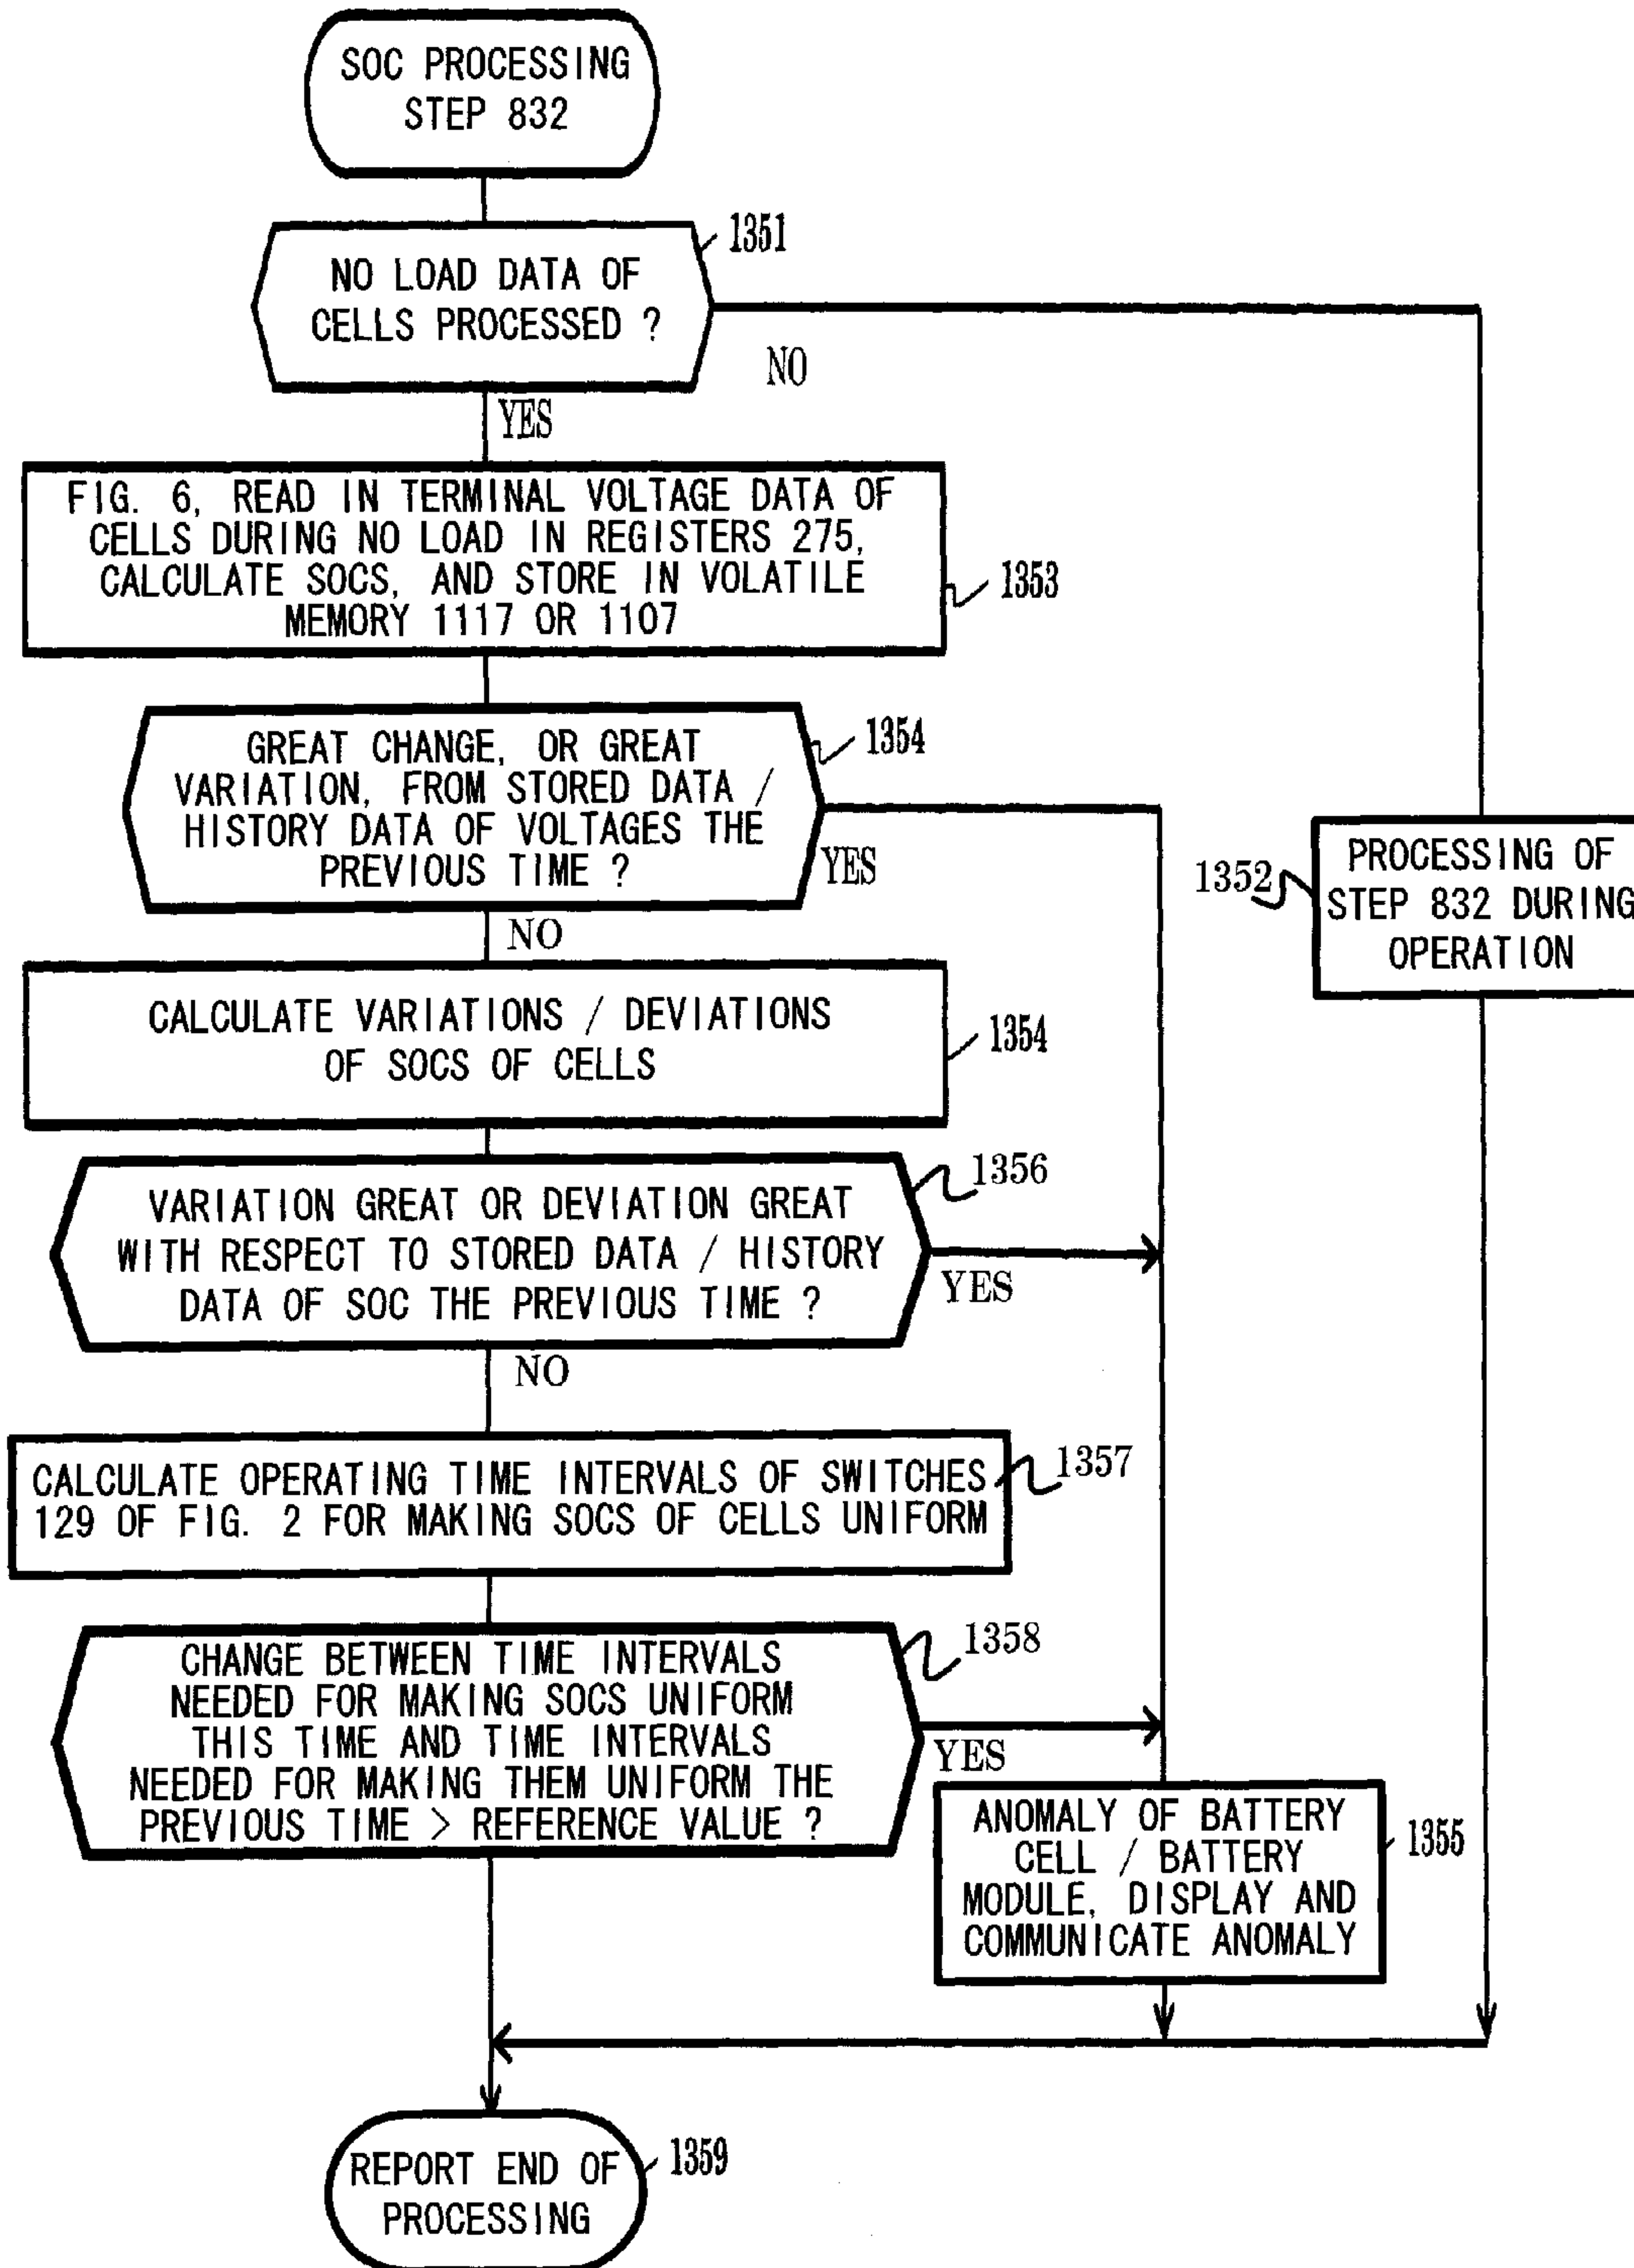 SOC PROCESSING
STEP 832
1351
NO LOAD DATA OF
CELLS PROCESSED ?
NO
YES
FIG. 6, READ IN TERMINAL VOLTAGE DATA OF
CELLS DURING NO LOAD IN REGISTERS 275,
CALCULATE SOCS, AND STORE IN VOLATILE
MEMORY 1117 OR 1107
1353
GREAT CHANGE, OR GREAT
VARIATION, FROM STORED DATA /
HISTORY DATA OF VOLTAGES THE
PREVIOUS TIME ?
1354
YES
NO
1352
PROCESSING OF
STEP 832 DURING
OPERATION
CALCULATE VARIATIONS / DEVIATIONS
OF SOCS OF CELLS
1354
VARIATION GREAT OR DEVIATION GREAT
WITH RESPECT TO STORED DATA / HISTORY
DATA OF SOC THE PREVIOUS TIME ?
1356
YES
NO
CALCULATE OPERATING TIME INTERVALS OF SWITCHES
129 OF FIG. 2 FOR MAKING SOCS OF CELLS UNIFORM
1357
CHANGE BETWEEN TIME INTERVALS
NEEDED FOR MAKING SOCS UNIFORM
THIS TIME AND TIME INTERVALS
NEEDED FOR MAKING THEM UNIFORM THE
PREVIOUS TIME > REFERENCE VALUE ?
1358
YES
ANOMALY OF BATTERY
CELL / BATTERY
MODULE, DISPLAY AND
COMMUNICATE ANOMALY
1355
REPORT END OF
PROCESSING
1359